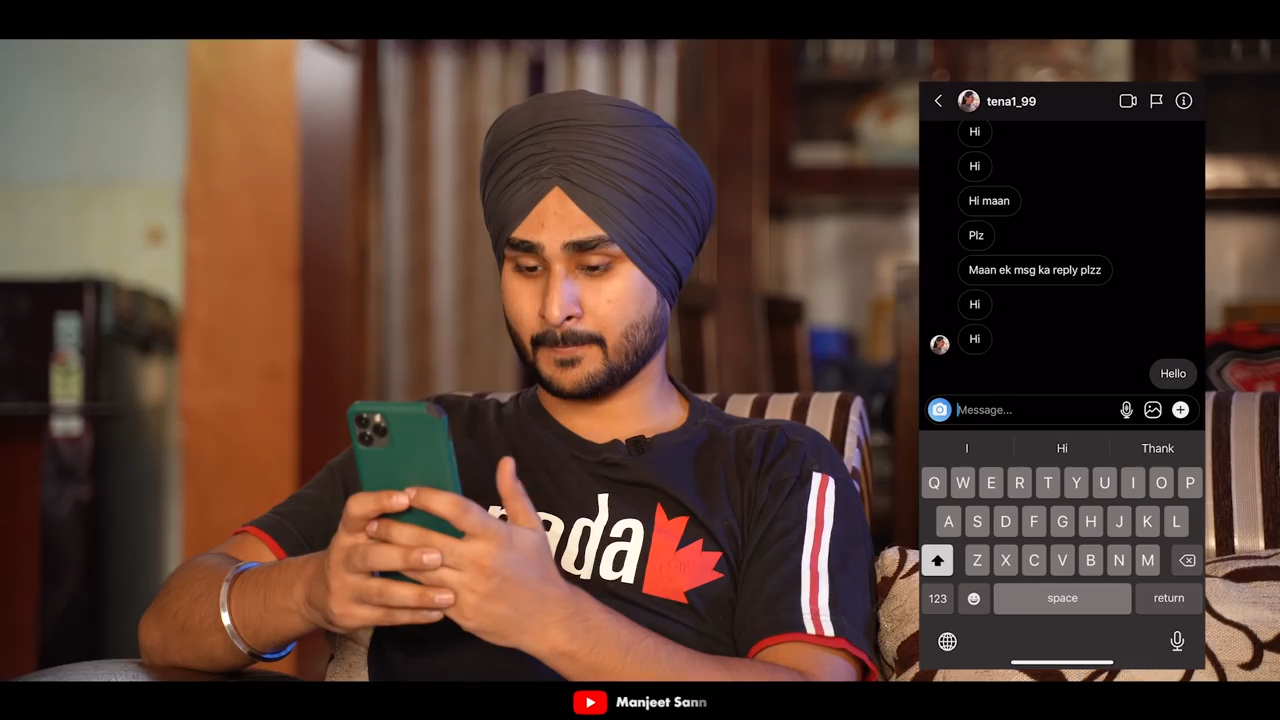 tena1_99
Hi
Hi
Hi maan
Plz
Maan ek msg ka reply plzz
Hi
Hi
Hello
Message...
I Hi Thank
Q W E R T Y U I O P
A S D F G H J K L
Z X C V B N M
123 space return
nada
Manjeet Sann